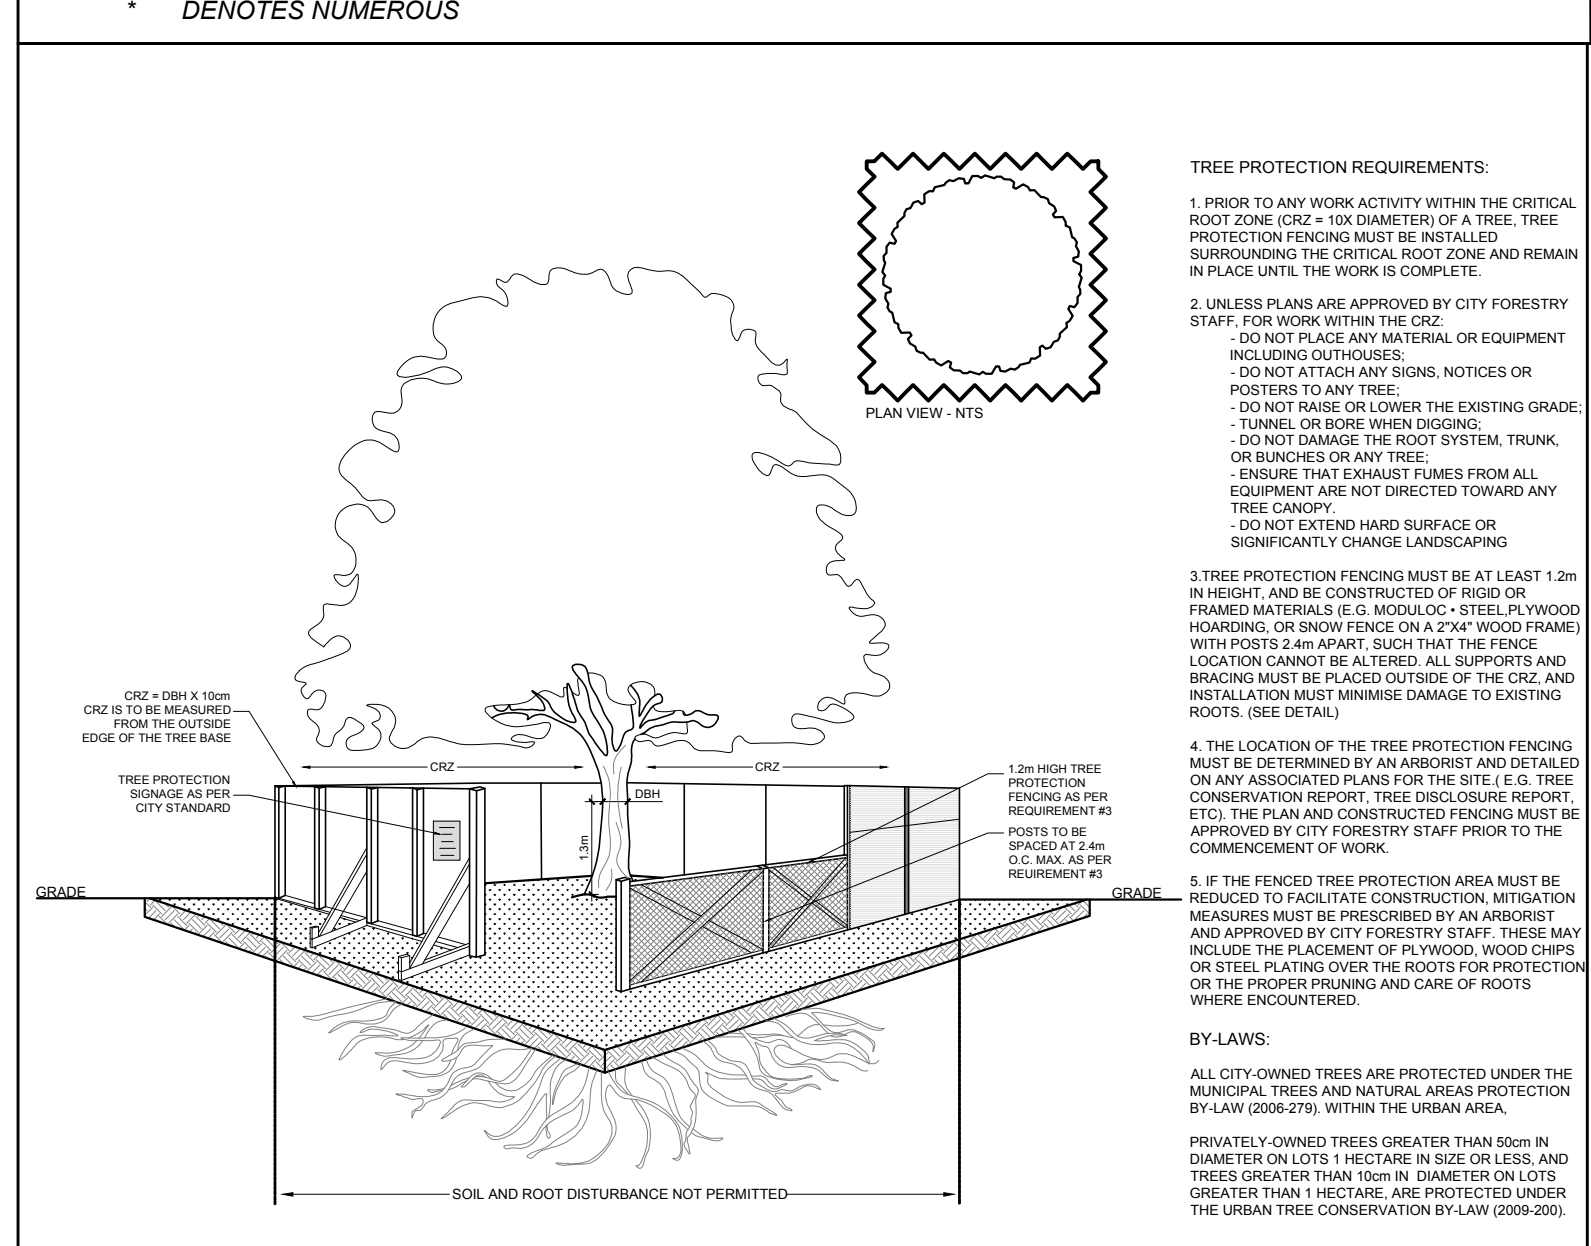 * DENOTES NUMEROUS
PLAN VIEW - NTS
CRZ = DBH X 10cm
CRZ IS TO BE MEASURED
FROM THE OUTSIDE
EDGE OF THE TREE BASE
TREE PROTECTION
SIGNAGE AS PER
CITY STANDARD
CRZ
CRZ
DBH
1.3m
1.2m HIGH TREE
PROTECTION
FENCING AS PER
REQUIREMENT #3
POSTS TO BE
SPACED AT 2.4m
O.C. MAX. AS PER
REUIREMENT #3
GRADE
GRADE
SOIL AND ROOT DISTURBANCE NOT PERMITTED
TREE PROTECTION REQUIREMENTS:
1. PRIOR TO ANY WORK ACTIVITY WITHIN THE CRITICAL
ROOT ZONE (CRZ = 10X DIAMETER) OF A TREE, TREE
PROTECTION FENCING MUST BE INSTALLED
SURROUNDING THE CRITICAL ROOT ZONE AND REMAIN
IN PLACE UNTIL THE WORK IS COMPLETE.
2. UNLESS PLANS ARE APPROVED BY CITY FORESTRY
STAFF, FOR WORK WITHIN THE CRZ:
- DO NOT PLACE ANY MATERIAL OR EQUIPMENT
INCLUDING OUTHOUSES;
- DO NOT ATTACH ANY SIGNS, NOTICES OR
POSTERS TO ANY TREE;
- DO NOT RAISE OR LOWER THE EXISTING GRADE;
- TUNNEL OR BORE WHEN DIGGING;
- DO NOT DAMAGE THE ROOT SYSTEM, TRUNK,
OR BUNCHES OR ANY TREE;
- ENSURE THAT EXHAUST FUMES FROM ALL
EQUIPMENT ARE NOT DIRECTED TOWARD ANY
TREE CANOPY.
- DO NOT EXTEND HARD SURFACE OR
SIGNIFICANTLY CHANGE LANDSCAPING
3.TREE PROTECTION FENCING MUST BE AT LEAST 1.2m
IN HEIGHT, AND BE CONSTRUCTED OF RIGID OR
FRAMED MATERIALS (E.G. MODULOC • STEEL,PLYWOOD
HOARDING, OR SNOW FENCE ON A 2"X4" WOOD FRAME)
WITH POSTS 2.4m APART, SUCH THAT THE FENCE
LOCATION CANNOT BE ALTERED. ALL SUPPORTS AND
BRACING MUST BE PLACED OUTSIDE OF THE CRZ, AND
INSTALLATION MUST MINIMISE DAMAGE TO EXISTING
ROOTS. (SEE DETAIL)
4. THE LOCATION OF THE TREE PROTECTION FENCING
MUST BE DETERMINED BY AN ARBORIST AND DETAILED
ON ANY ASSOCIATED PLANS FOR THE SITE.( E.G. TREE
CONSERVATION REPORT, TREE DISCLOSURE REPORT,
ETC). THE PLAN AND CONSTRUCTED FENCING MUST BE
APPROVED BY CITY FORESTRY STAFF PRIOR TO THE
COMMENCEMENT OF WORK.
5. IF THE FENCED TREE PROTECTION AREA MUST BE
REDUCED TO FACILITATE CONSTRUCTION, MITIGATION
MEASURES MUST BE PRESCRIBED BY AN ARBORIST
AND APPROVED BY CITY FORESTRY STAFF. THESE MAY
INCLUDE THE PLACEMENT OF PLYWOOD, WOOD CHIPS
OR STEEL PLATING OVER THE ROOTS FOR PROTECTION
OR THE PROPER PRUNING AND CARE OF ROOTS
WHERE ENCOUNTERED.
BY-LAWS:
ALL CITY-OWNED TREES ARE PROTECTED UNDER THE
MUNICIPAL TREES AND NATURAL AREAS PROTECTION
BY-LAW (2006-279). WITHIN THE URBAN AREA,
PRIVATELY-OWNED TREES GREATER THAN 50cm IN
DIAMETER ON LOTS 1 HECTARE IN SIZE OR LESS, AND
TREES GREATER THAN 10cm IN DIAMETER ON LOTS
GREATER THAN 1 HECTARE, ARE PROTECTED UNDER
THE URBAN TREE CONSERVATION BY-LAW (2009-200).